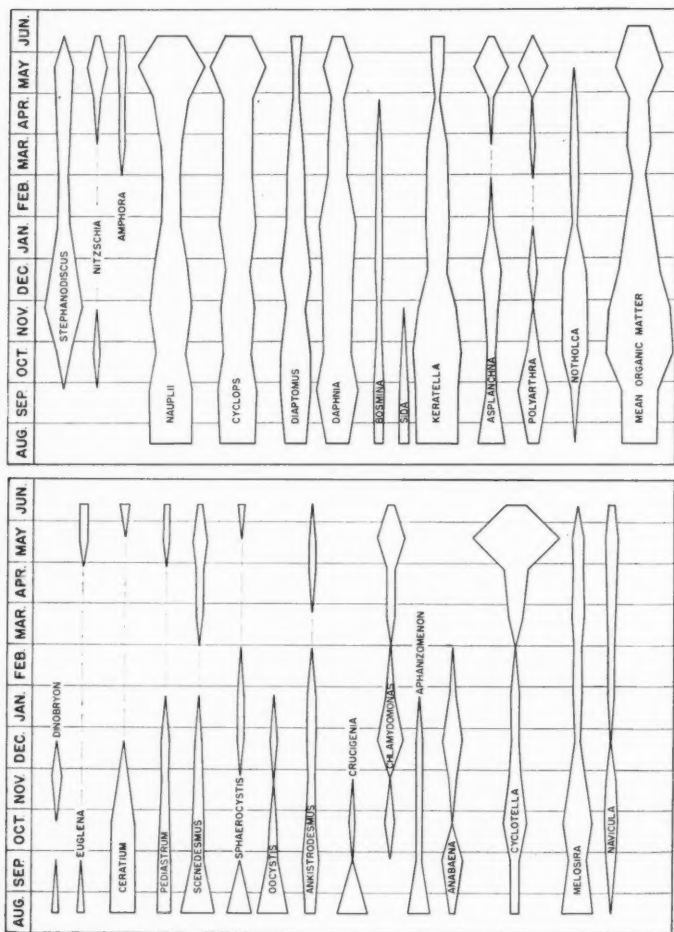 AUG. SEP. OCT. NOV. DEC. JAN. FEB. MAR. APR. MAY JUN.
STEPHANODISCUS
NITZSCHIA
AMPHORA
NAUPLII
CYCLOPS
DIAPTOMUS
DAPHNIA
BOSMINA
SIDA
KERATELLA
ASPLANCHNA
POLYARTHRA
NOTHOLCA
MEAN ORGANIC MATTER
AUG. SEP. OCT. NOV. DEC. JAN. FEB. MAR. APR. MAY JUN.
DINOBRYON
EUGLENA
CERATIUM
PEDIASTRUM
SCENEDESMUS
SPHAEROCYSTIS
OOCYSTIS
ANKISTRODESMUS
CRUCIGENIA
CHLAMYDOMONAS
APHANIZOMENON
ANABAENA
CYCLOTELLA
MELOSIRA
NAVICULA